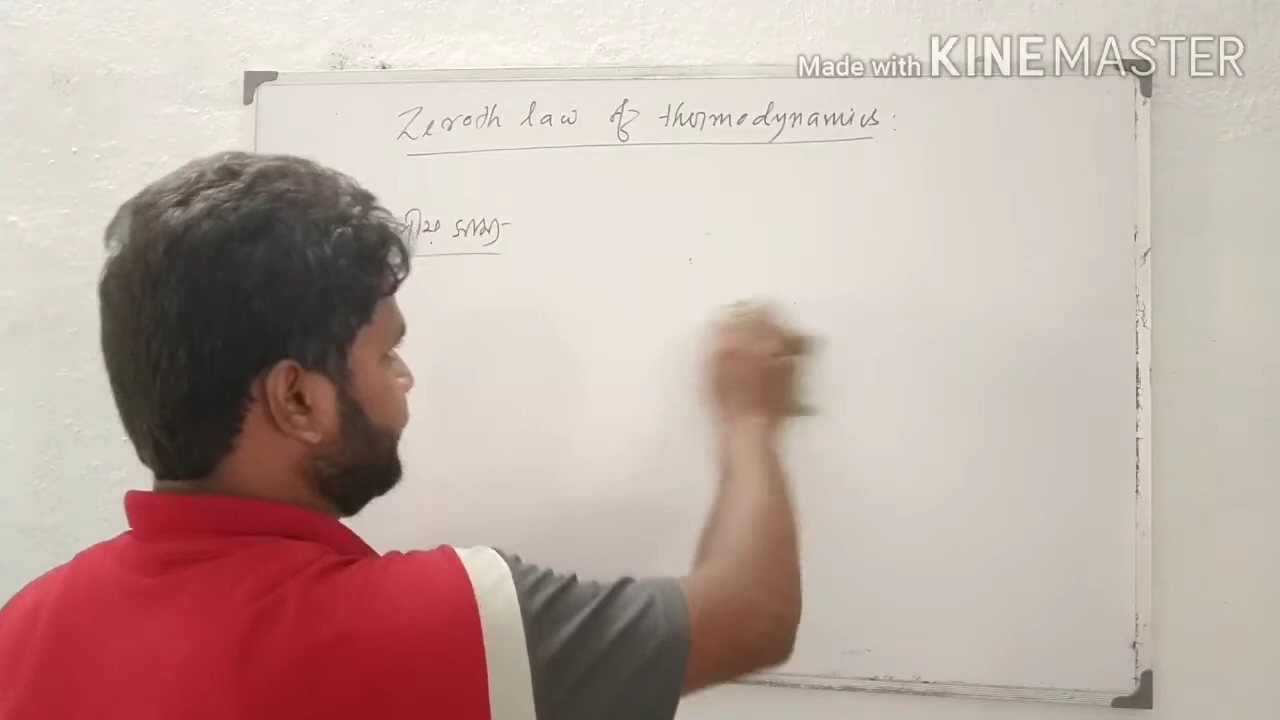 Made with KINEMASTER
Zeroth law of thermodynamics:
সাম্য